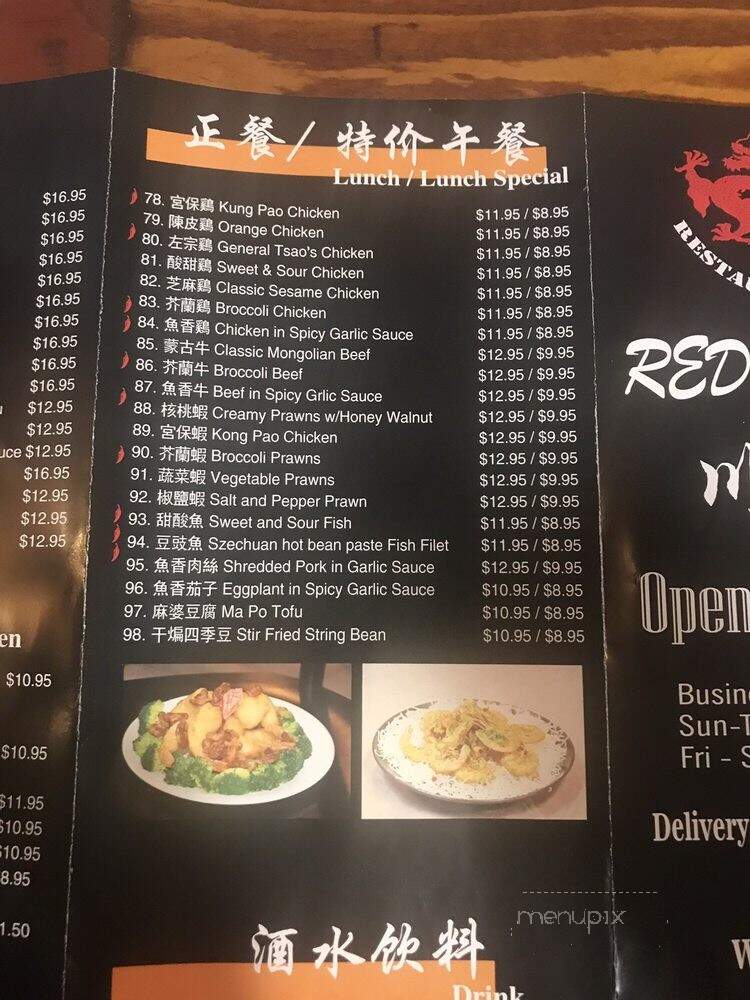 正餐/ 特价午餐
Lunch / Lunch Special
78. 宮保鷄 Kung Pao Chicken $11.95 / $8.95
79. 陳皮鷄 Orange Chicken $11.95 / $8.95
80. 左宗鷄 General Tsao's Chicken $11.95 / $8.95
81. 酸甜鷄 Sweet & Sour Chicken $11.95 / $8.95
82. 芝麻鷄 Classic Sesame Chicken $11.95 / $8.95
83. 芥蘭鷄 Broccoli Chicken $11.95 / $8.95
84. 魚香鷄 Chicken in Spicy Garlic Sauce $11.95 / $8.95
85. 蒙古牛 Classic Mongolian Beef $12.95 / $9.95
86. 芥蘭牛 Broccoli Beef $12.95 / $9.95
87. 魚香牛 Beef in Spicy Grlic Sauce $12.95 / $9.95
88. 核桃蝦 Creamy Prawns w/Honey Walnut $12.95 / $9.95
89. 宮保蝦 Kong Pao Chicken $12.95 / $9.95
90. 芥蘭蝦 Broccoli Prawns $12.95 / $9.95
91. 蔬菜蝦 Vegetable Prawns $12.95 / $9.95
92. 椒鹽蝦 Salt and Pepper Prawn $12.95 / $9.95
93. 甜酸魚 Sweet and Sour Fish $11.95 / $8.95
94. 豆豉魚 Szechuan hot bean paste Fish Filet $11.95 / $8.95
95. 魚香肉絲 Shredded Pork in Garlic Sauce $12.95 / $9.95
96. 魚香茄子 Eggplant in Spicy Garlic Sauce $10.95 / $8.95
97. 麻婆豆腐 Ma Po Tofu $10.95 / $8.95
98. 干煸四季豆 Stir Fried String Bean $10.95 / $8.95
酒水飲料
Drink
$16.95
$16.95
$16.95
$16.95
$16.95
$16.95
$16.95
$16.95
$16.95
$16.95
$12.95
$12.95
uce $12.95
$16.95
$12.95
$12.95
$12.95
en
$10.95
$10.95
$11.95
$10.95
$10.95
8.95
1.50
RESTAU
RED
Open
Busin
Sun-T
Fri - S
Delivery
W
menupix